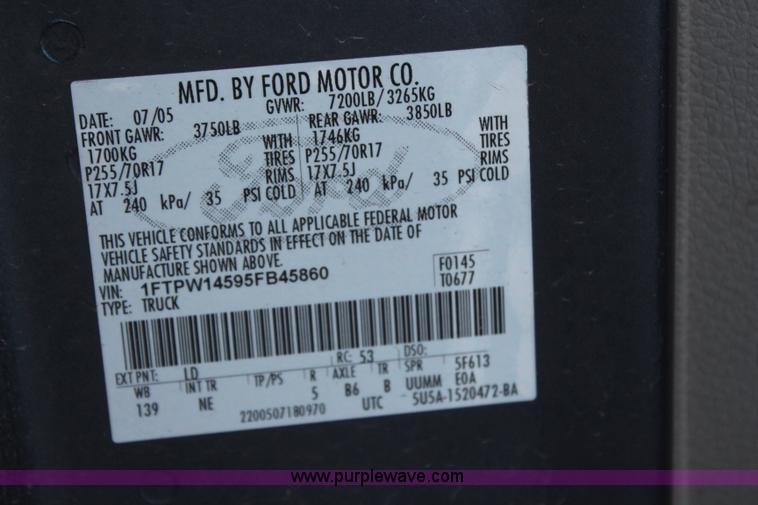 MFD. BY FORD MOTOR CO.
DATE: 07/05 GVWR: 7200LB/3265KG
FRONT GAWR: 3750LB REAR GAWR: 3850LB
1700KG WITH 1746KG WITH
P255/70R17 TIRES P255/70R17 TIRES
17X7.5J RIMS 17X7.5J RIMS
AT 240 kPa/ 35 PSI COLD AT 240 kPa/ 35 PSI COLD
Ford
THIS VEHICLE CONFORMS TO ALL APPLICABLE FEDERAL MOTOR
VEHICLE SAFETY STANDARDS IN EFFECT ON THE DATE OF
MANUFACTURE SHOWN ABOVE.
VIN: 1FTPW14595FB45860 F0145
TYPE: TRUCK T0677
EXT PNT: LD RC: 53 DSO:
WB INT TR TP/PS R AXLE TR SPR 5F613
139 NE 5 B6 B UUMM E0A
2200507180970 UTC 5U5A-1520472-BA
www.purplewave.com